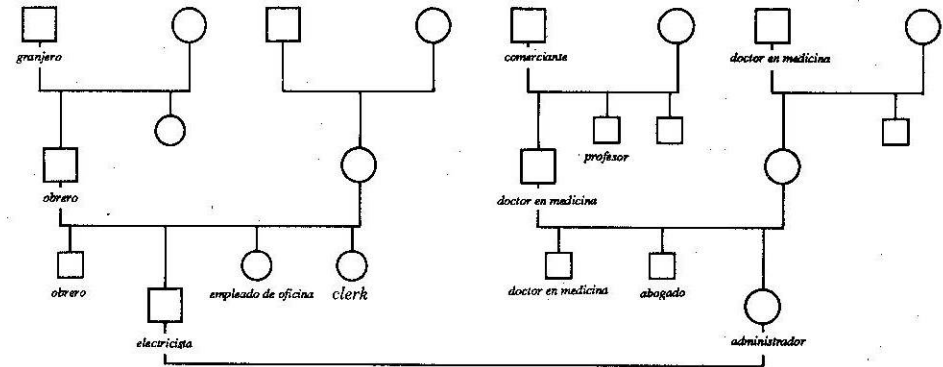 granjero
comerciante
doctor en medicina
profesor
obrero
doctor en medicina
obrero
empleado de oficina
clerk
doctor en medicina
abogado
electricista
administrador